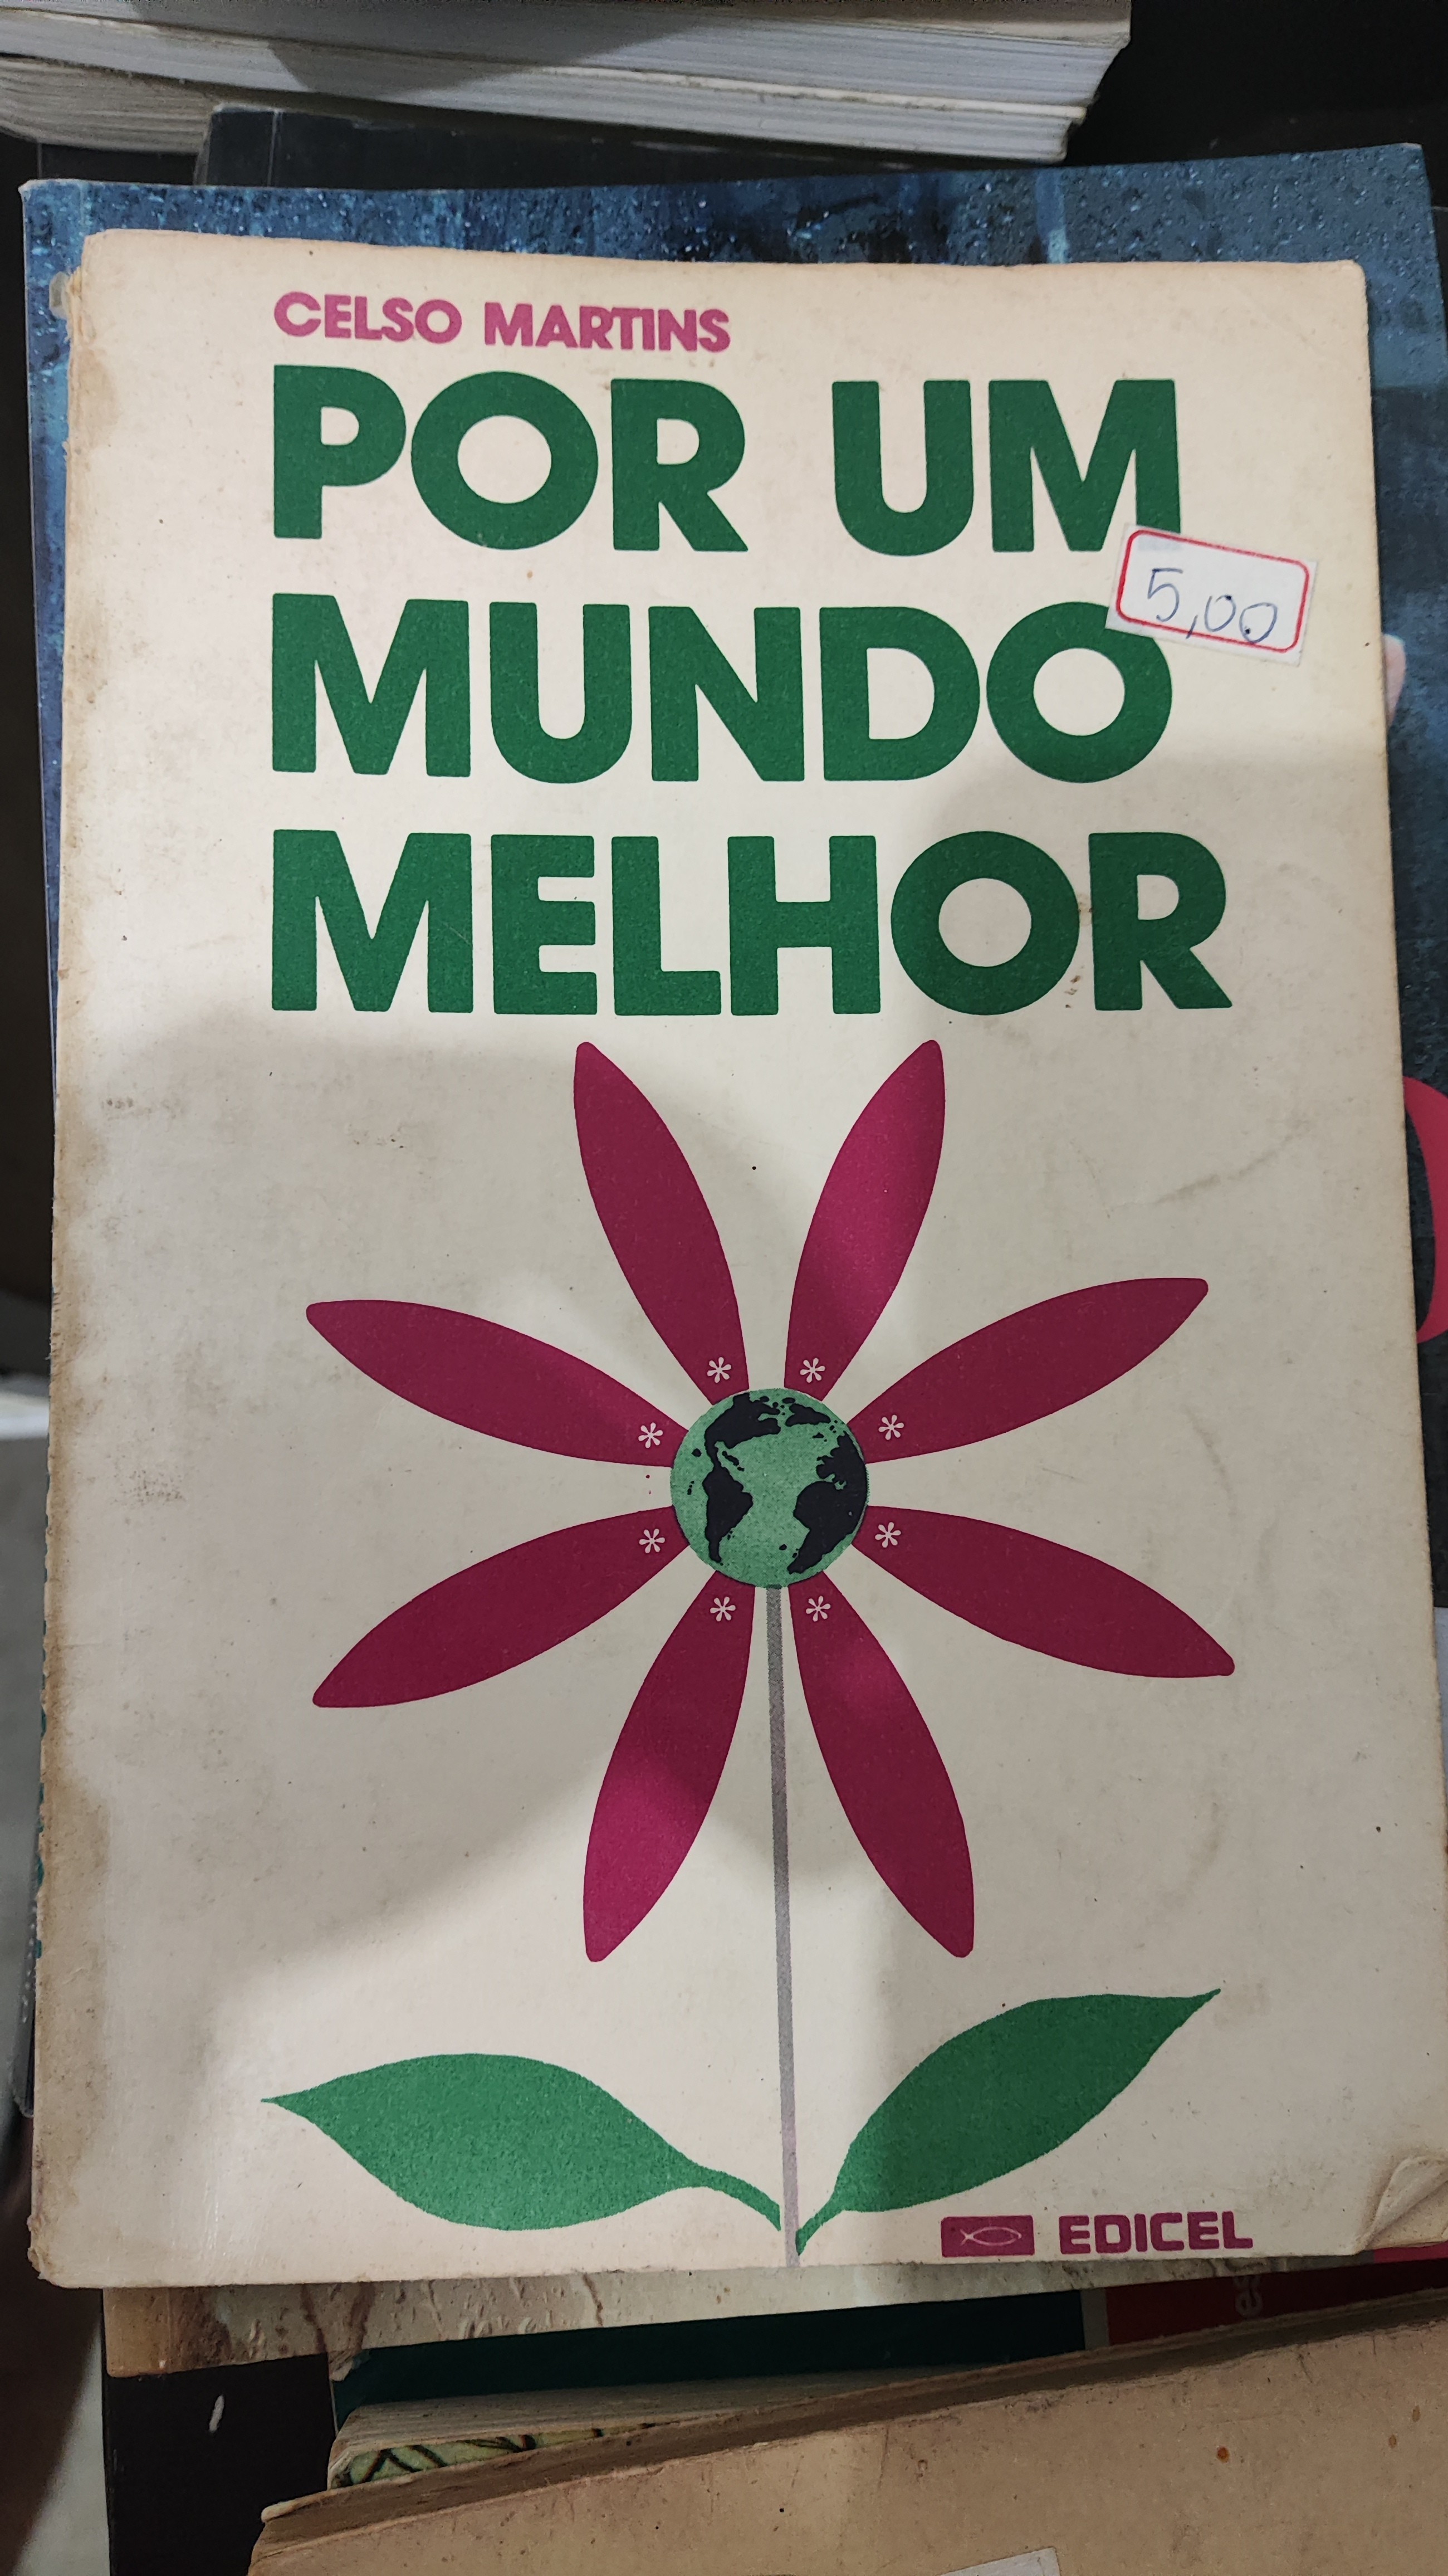 CELSO MARTINS
POR UM
5,00
MUNDO
MELHOR
EDICEL